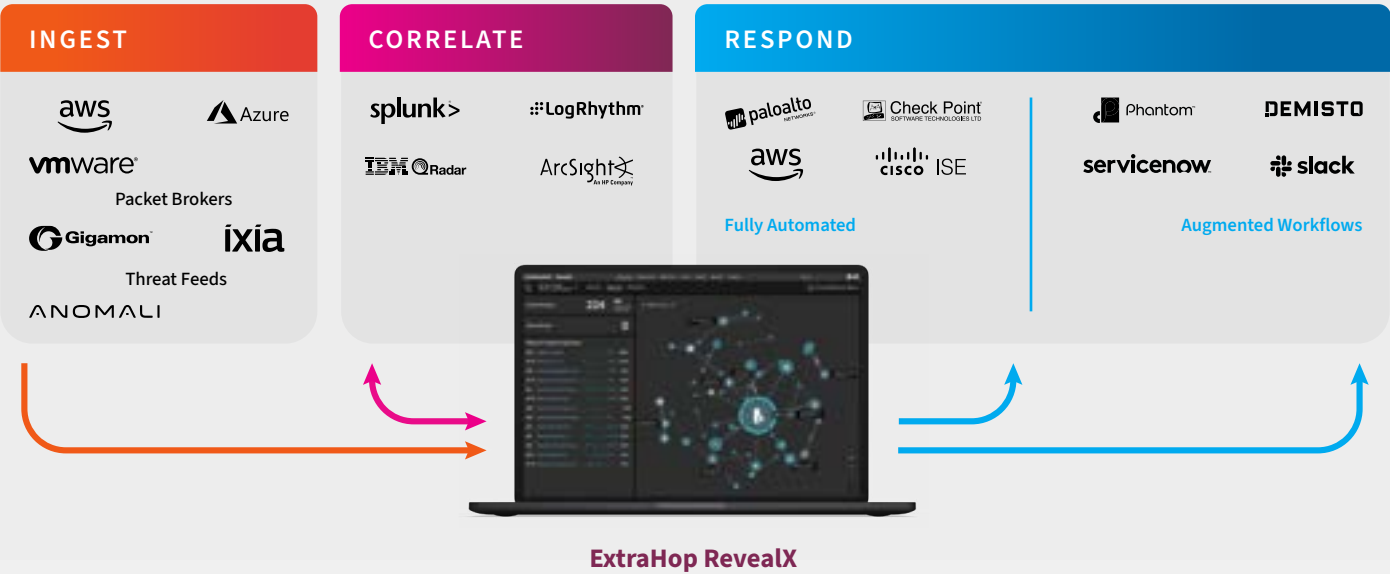 INGEST
aws
Azure
vmware®
Packet Brokers
Gigamon®
ixia
Threat Feeds
ANOMALI
CORRELATE
splunk>
LogRhythm
IBM QRadar
ArcSight
An HP Company
RESPOND
paloalto
NETWORKS
Check Point
SOFTWARE TECHNOLOGIES LTD
aws
CISCO ISE
Fully Automated
Phantom
DEMISTO
servicenow
slack
Augmented Workflows
ExtraHop RevealX